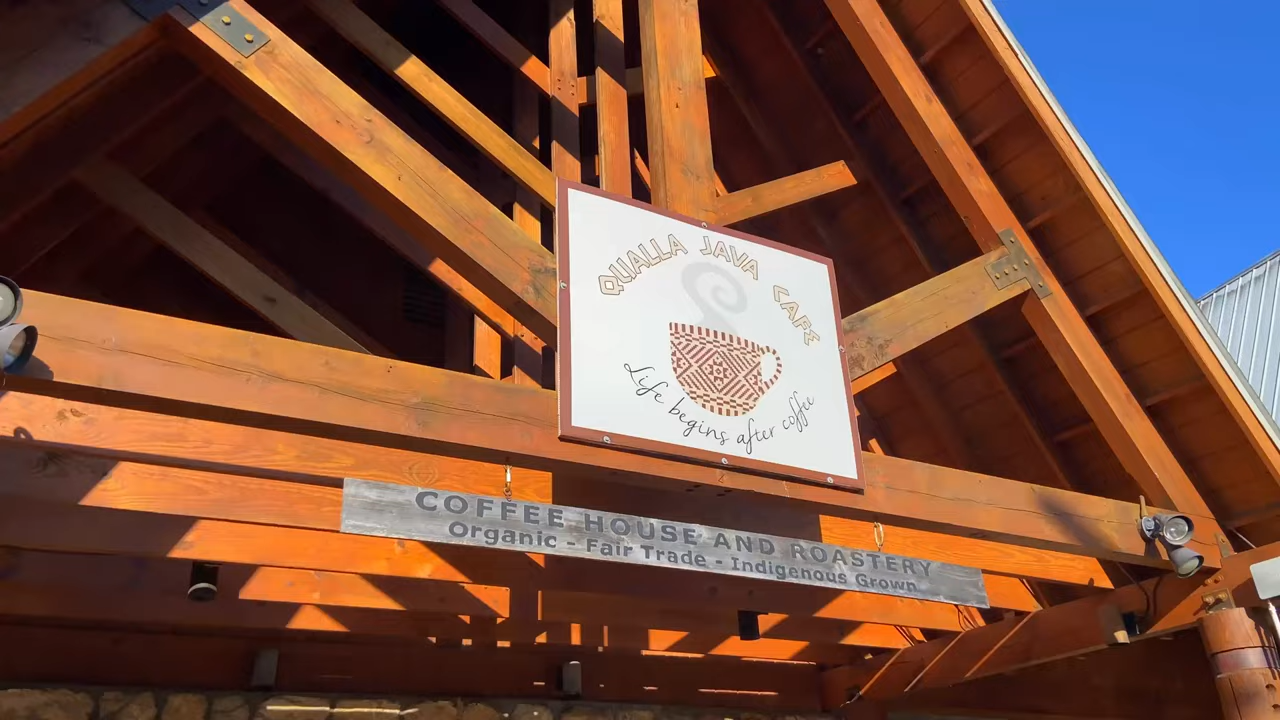 QUALLA JAVA CAFE
Life begins after coffee
COFFEE HOUSE AND ROASTERY
Organic - Fair Trade - Indigenous Grown